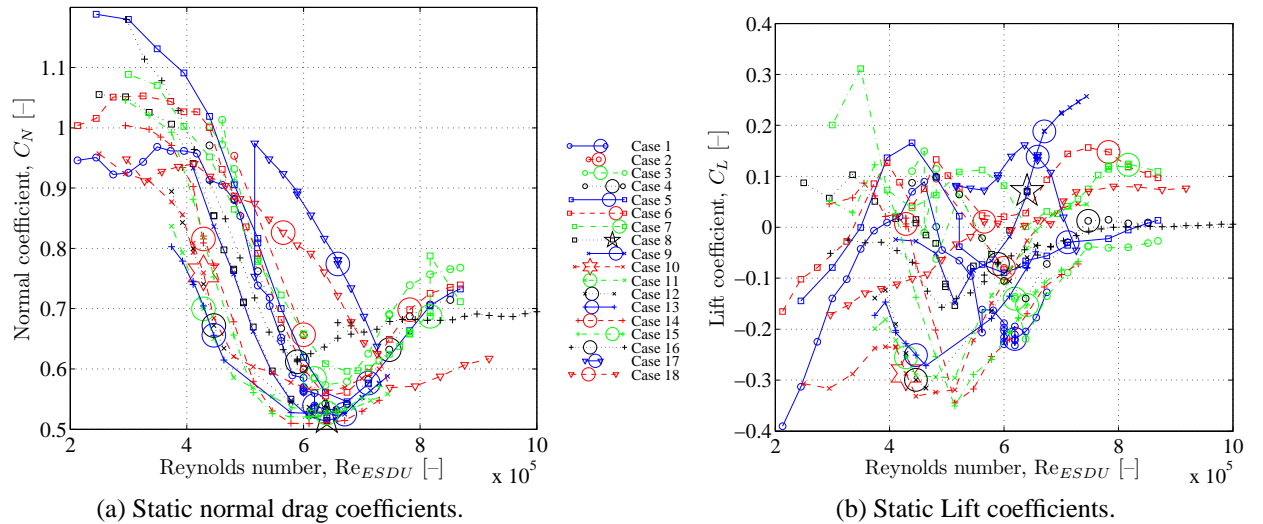 1.1
1
0.9
0.8
0.7
0.6
0.5
2
4
6
8
10
x 10^5
Normal coefficient, C_N [–]
Reynolds number, Re_ESDU [–]
(a) Static normal drag coefficients.
Case 1
Case 2
Case 3
Case 4
Case 5
Case 6
Case 7
Case 8
Case 9
Case 10
Case 11
Case 12
Case 13
Case 14
Case 15
Case 16
Case 17
Case 18
0.4
0.3
0.2
0.1
0
−0.1
−0.2
−0.3
−0.4
2
4
6
8
10
x 10^5
Lift coefficient, C_L [–]
Reynolds number, Re_ESDU [–]
(b) Static Lift coefficients.